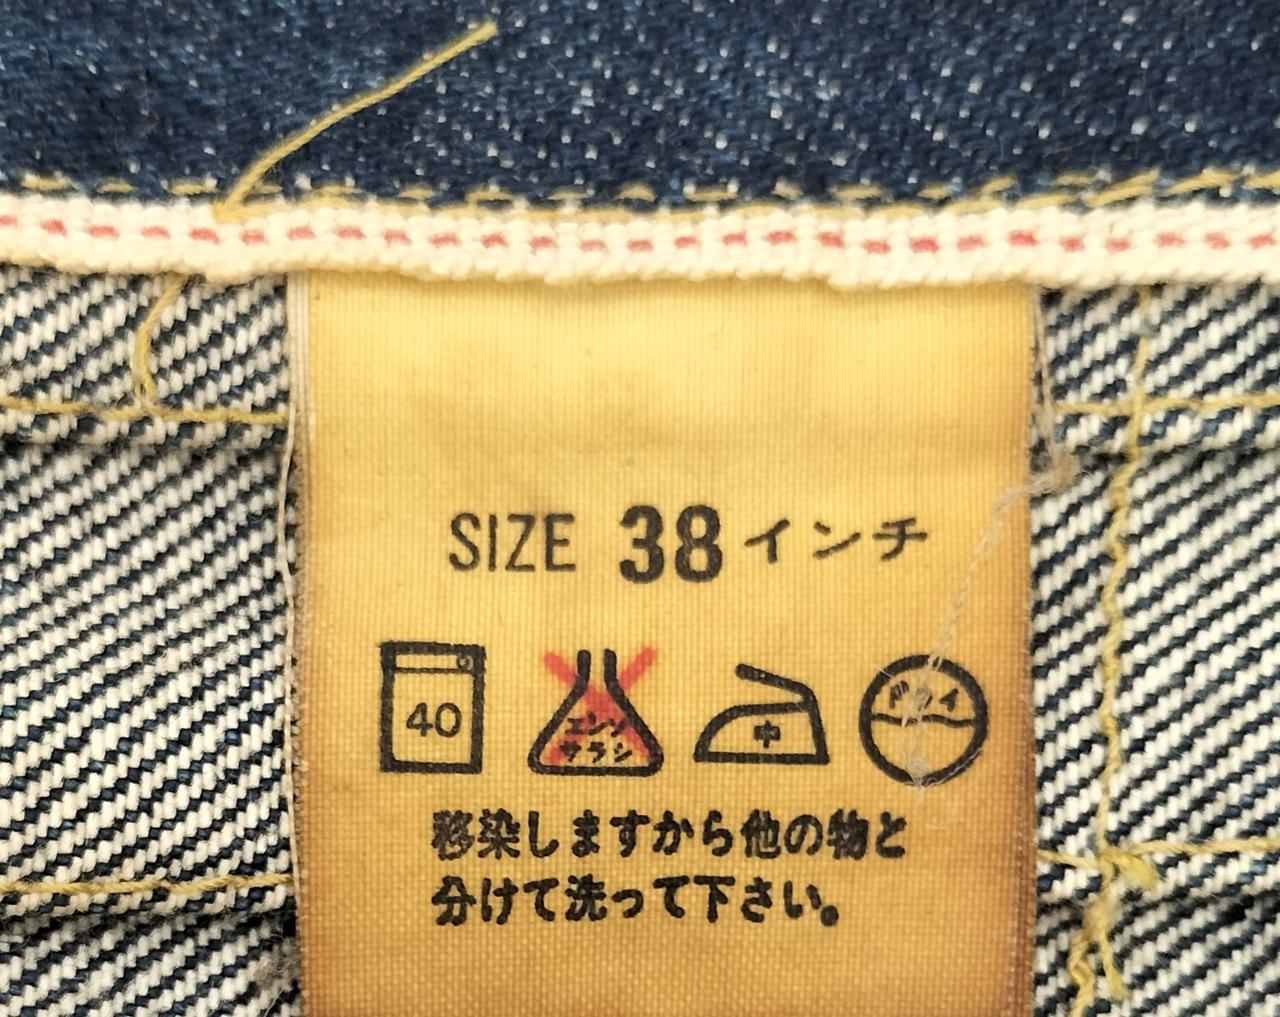 SIZE 38インチ
40
エンソ
サラシ
中
ドライ
移染しますから他の物と
分けて洗って下さい。